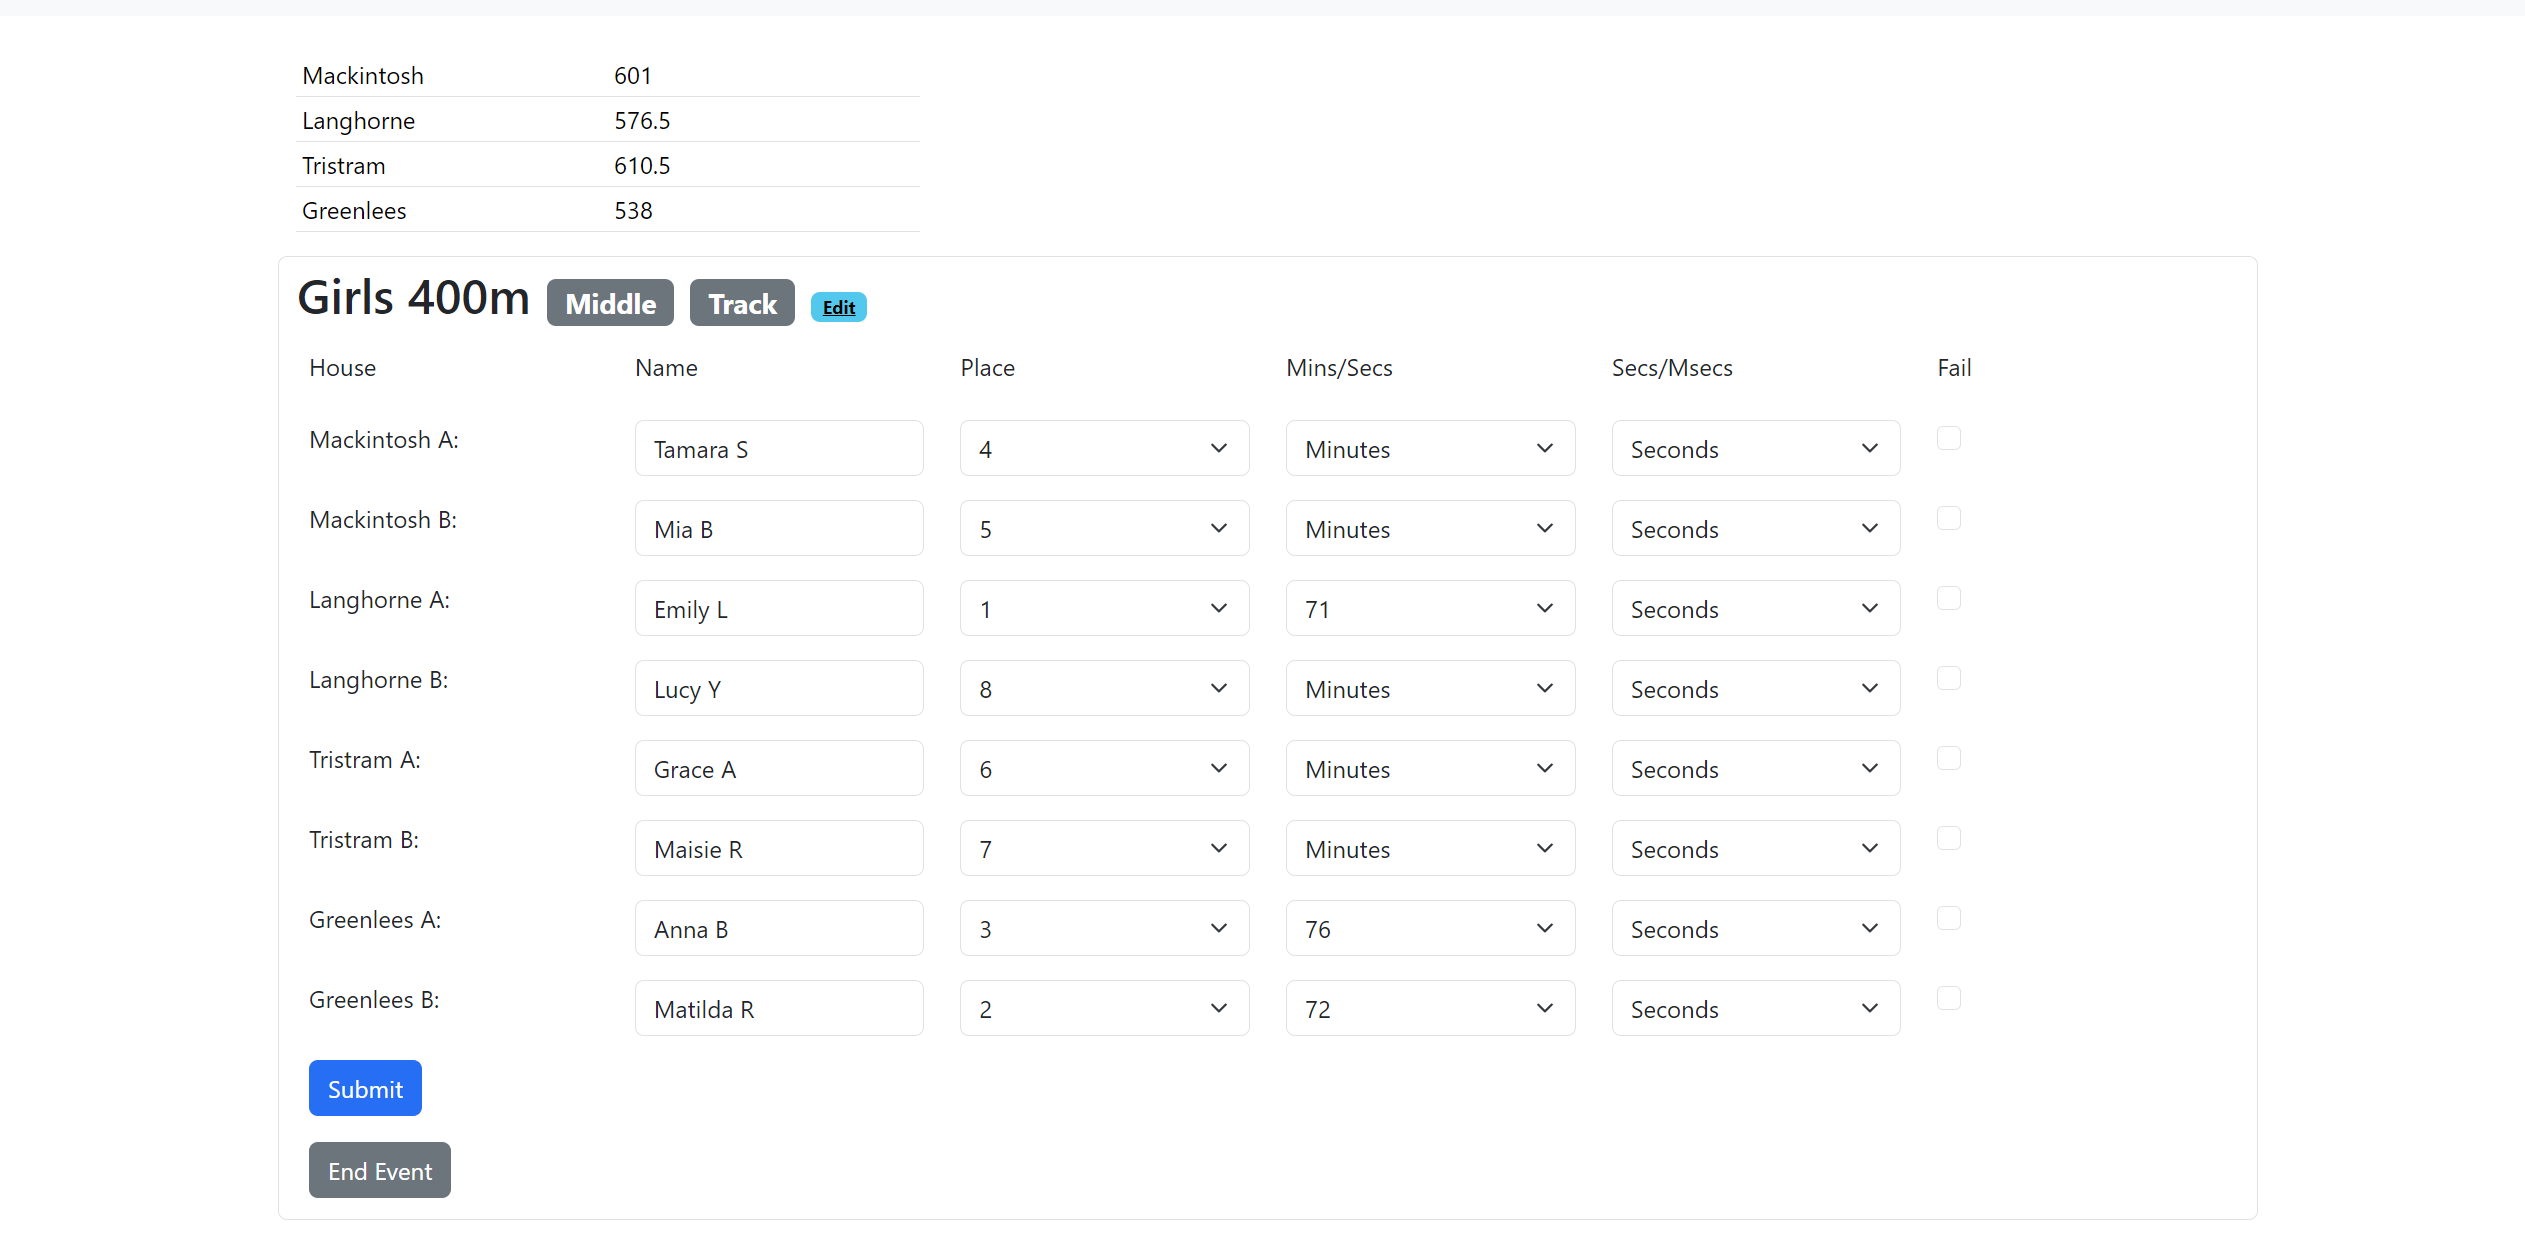 Mackintosh 601
Langhorne 576.5
Tristram 610.5
Greenlees 538
Girls 400m Middle Track Edit
House Name Place Mins/Secs Secs/Msecs Fail
Mackintosh A: Tamara S 4 Minutes Seconds
Mackintosh B: Mia B 5 Minutes Seconds
Langhorne A: Emily L 1 71 Seconds
Langhorne B: Lucy Y 8 Minutes Seconds
Tristram A: Grace A 6 Minutes Seconds
Tristram B: Maisie R 7 Minutes Seconds
Greenlees A: Anna B 3 76 Seconds
Greenlees B: Matilda R 2 72 Seconds
Submit
End Event